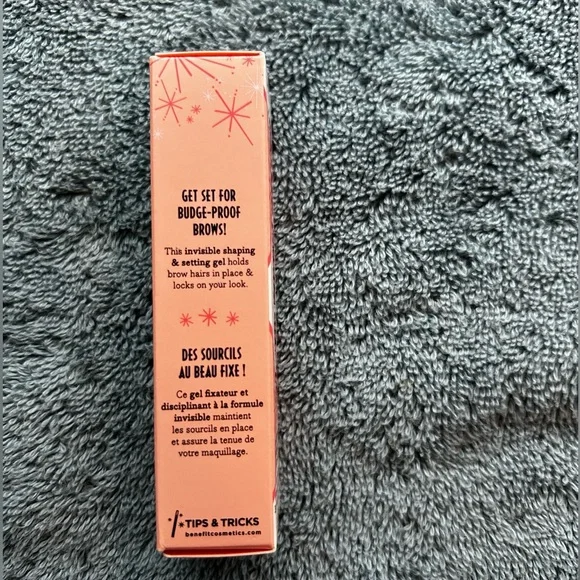 GET SET FOR
BUDGE-PROOF
BROWS!
This invisible shaping
& setting gel holds
brow hairs in place &
locks on your look.
DES SOURCILS
AU BEAU FIXE !
Ce gel fixateur et
disciplinant à la formule
invisible maintient
les sourcils en place
et assure la tenue de
votre maquillage.
TIPS & TRICKS
benefitcosmetics.com